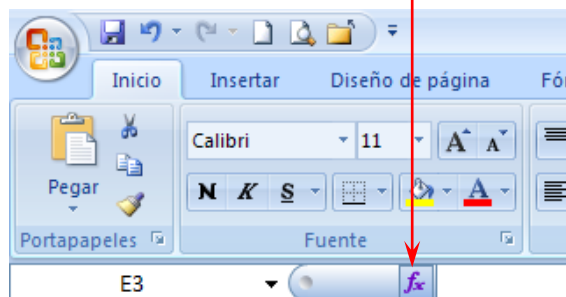 Inicio Insertar Diseño de página Fó
Calibri 11 A A
Pegar
N K S A
Portapapeles Fuente
E3 fx